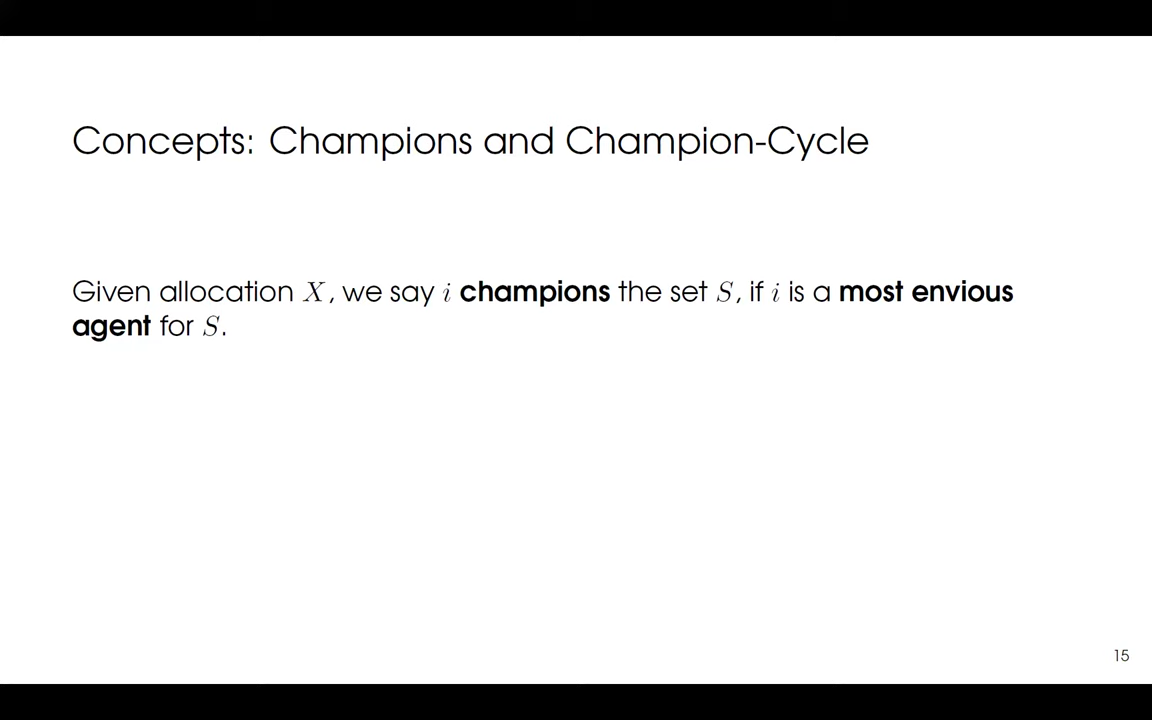 Concepts: Champions and Champion-Cycle
Given allocation X, we say i champions the set S, if i is a most envious
agent for S.
15